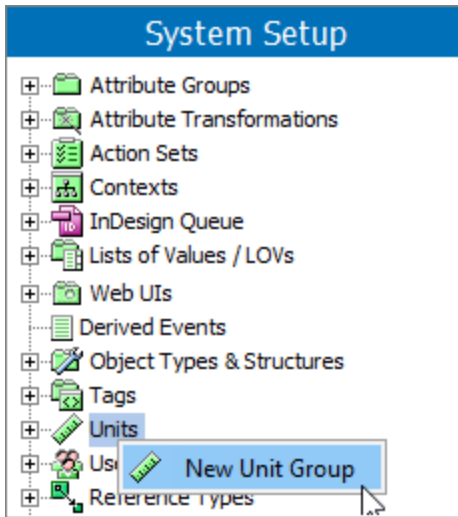 System Setup
Attribute Groups
Attribute Transformations
Action Sets
Contexts
InDesign Queue
Lists of Values / LOVs
Web UIs
Derived Events
Object Types & Structures
Tags
Units
New Unit Group
Reference Types